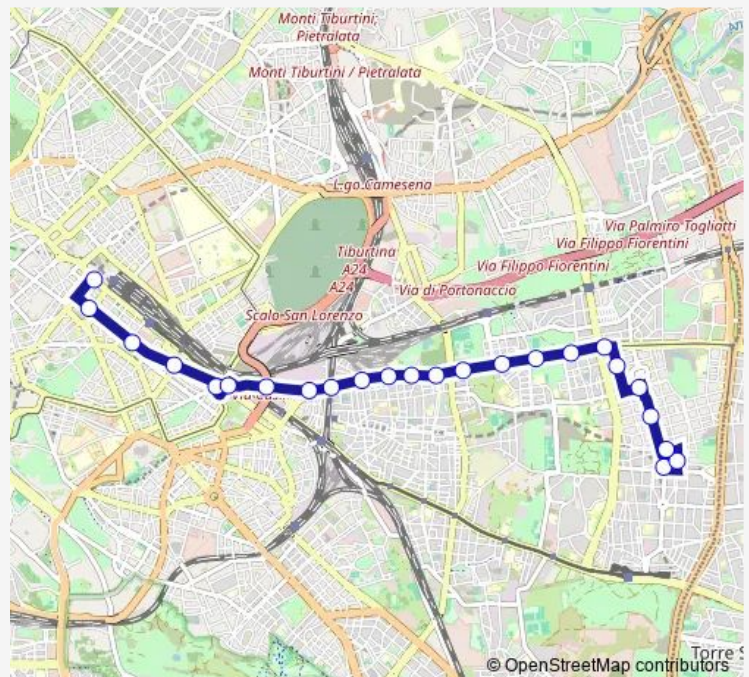 Monti Tiburtini;
Pietralata
Monti Tiburtini / Pietralata
L.go Camesena
Via Palmiro Togliatti
Via Filippo Fiorentini
Tiburtina
A24
A24
Via Filippo Fiorentini
Via di Portonaccio
Scalo San Lorenzo
Torre S
© OpenStreetMap contributors